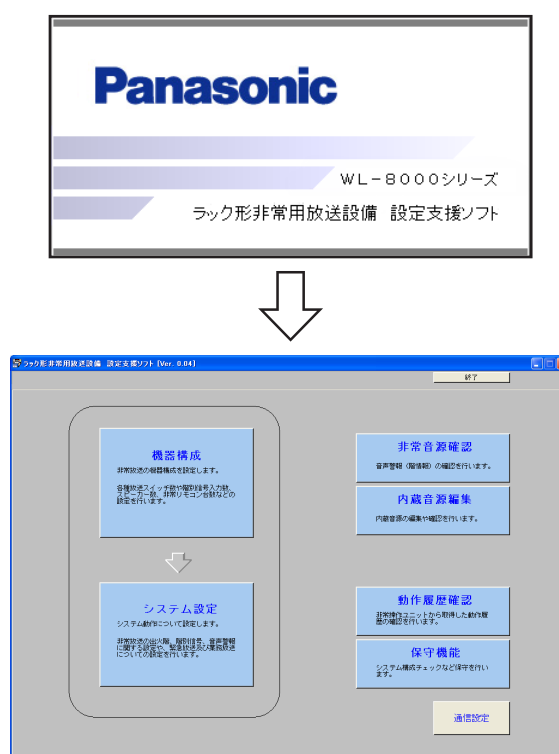 Panasonic
WL-8000シリーズ
ラック形非常用放送設備 設定支援ソフト
ラック形非常用放送設備 設定支援ソフト [Ver. 0.04]
終了
機器構成
非常放送の機器構成を設定します。
各種放送スイッチ数や階別信号入力数、
スピーカー数、非常リモコン台数などの
設定を行います。
システム設定
システム動作について設定します。
非常放送の出火階、階別信号、音声警報
に関する設定や、緊急放送及び業務放送
についての設定を行います。
非常音源確認
音声警報（階情報）の確認を行います。
内蔵音源編集
内蔵音源の編集や確認を行います。
動作履歴確認
非常操作ユニットから取得した動作履
歴の確認を行います。
保守機能
システム構成チェックなど保守を行い
ます。
通信設定